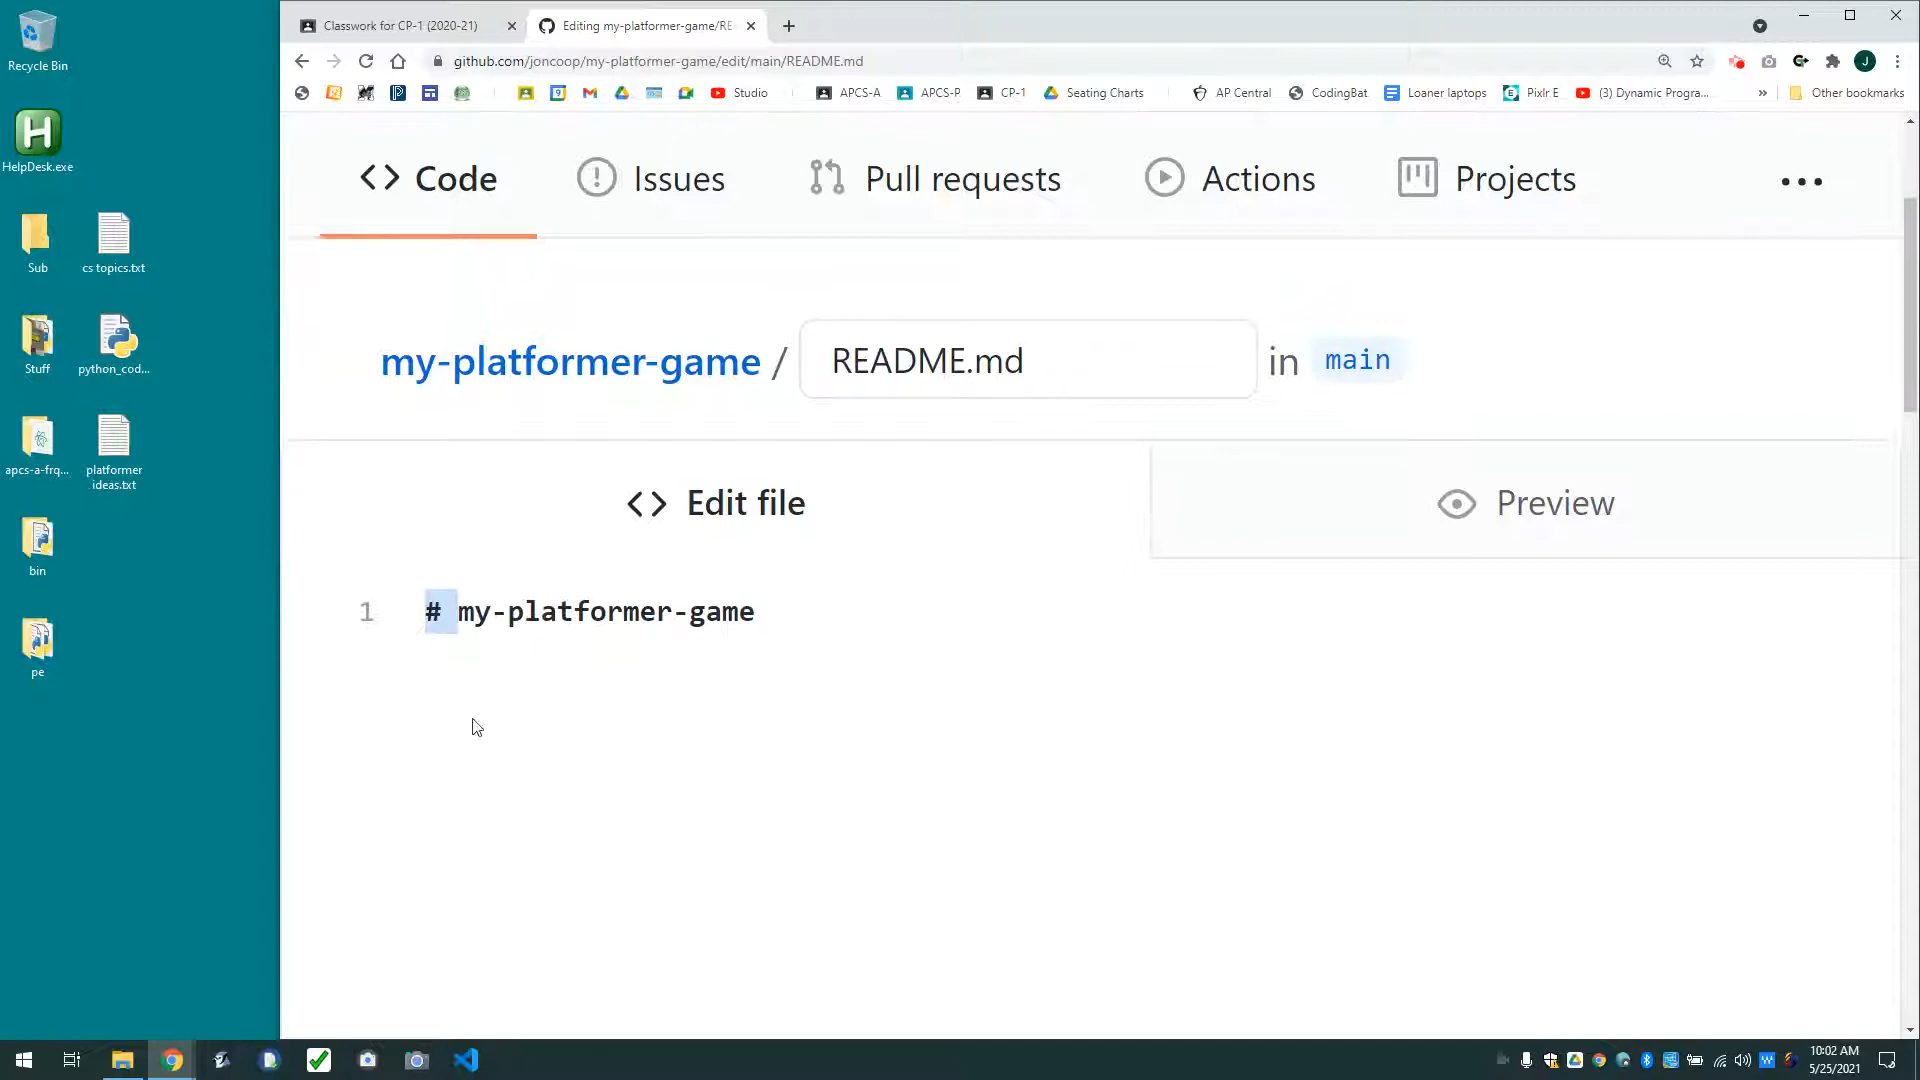 Recycle Bin
HelpDesk.exe
Sub
cs topics.txt
Stuff
python_cod...
apcs-a-frq...
platformer
ideas.txt
bin
pe
Classwork for CP-1 (2020-21)
Editing my-platformer-game/RE
github.com/joncoop/my-platformer-game/edit/main/README.md
J
Studio
APCS-A
APCS-P
CP-1
Seating Charts
AP Central
CodingBat
Loaner laptops
Pixlr E
(3) Dynamic Progra...
»
Other bookmarks
Code
Issues
Pull requests
Actions
Projects
my-platformer-game / README.md in main
Edit file
Preview
1 # my-platformer-game
10:02 AM
5/25/2021